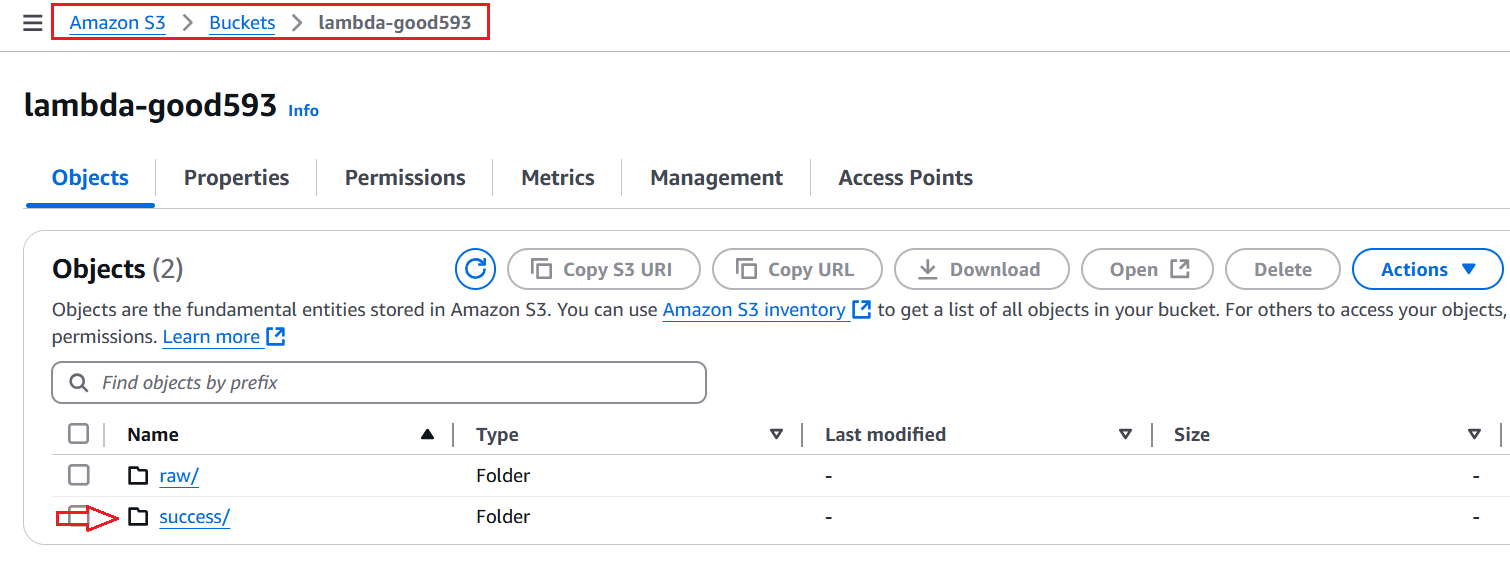 Amazon S3 > Buckets > lambda-good593
lambda-good593 Info
Objects Properties Permissions Metrics Management Access Points
Objects (2) Copy S3 URI Copy URL Download Open Delete Actions
Objects are the fundamental entities stored in Amazon S3. You can use Amazon S3 inventory to get a list of all objects in your bucket. For others to access your objects,
permissions. Learn more
Find objects by prefix
Name Type Last modified Size
raw/ Folder - -
success/ Folder - -